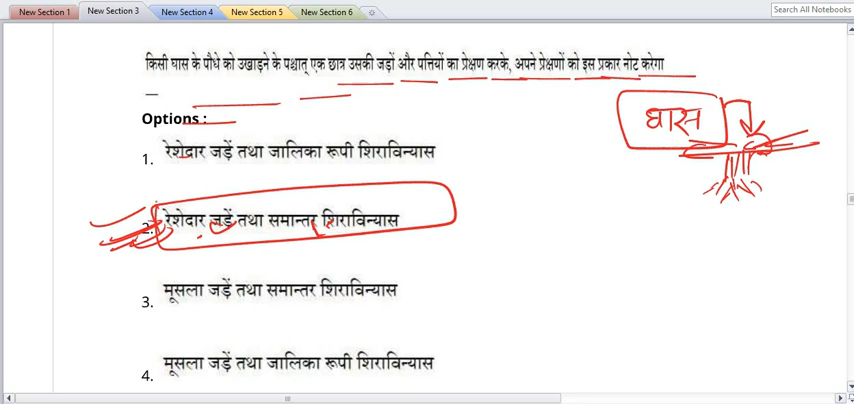 New Section 1 New Section 3 New Section 4 New Section 5 New Section 6
Search All Notebooks
किसी घास के पौधे को उखाड़ने के पश्चात् एक छात्र उसकी जड़ों और पत्तियों का प्रेक्षण करके, अपने प्रेक्षणों को इस प्रकार नोट करेगा
—
घास
Options :
1. रेशेदार जड़ें तथा जालिका रूपी शिराविन्यास
2. रेशेदार जड़ें तथा समान्तर शिराविन्यास
3. मूसला जड़ें तथा समान्तर शिराविन्यास
4. मूसला जड़ें तथा जालिका रूपी शिराविन्यास